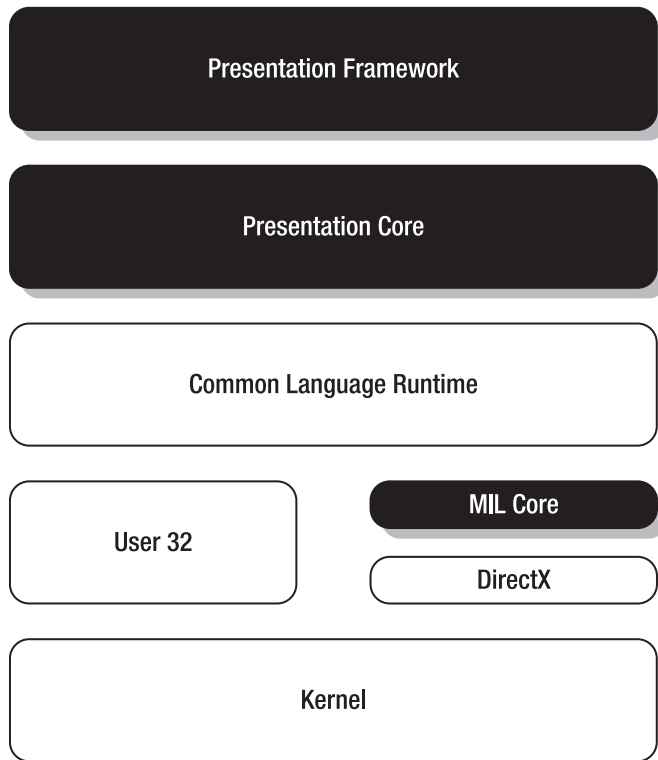 Presentation Framework
Presentation Core
Common Language Runtime
User 32
MIL Core
DirectX
Kernel